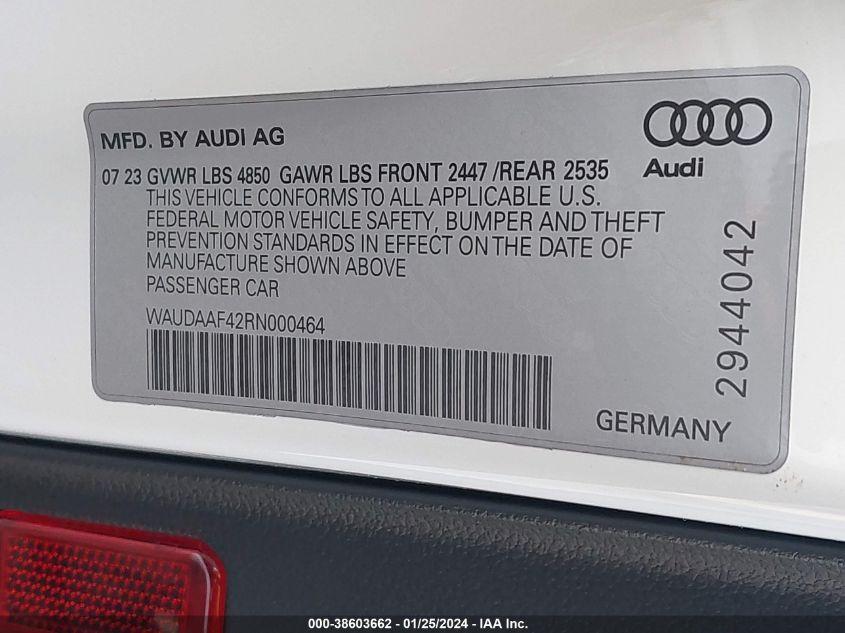 MFD. BY AUDI AG
Audi
07 23 GVWR LBS 4850 GAWR LBS FRONT 2447 /REAR 2535
THIS VEHICLE CONFORMS TO ALL APPLICABLE U.S.
FEDERAL MOTOR VEHICLE SAFETY, BUMPER AND THEFT
PREVENTION STANDARDS IN EFFECT ON THE DATE OF
MANUFACTURE SHOWN ABOVE
PASSENGER CAR
WAUDAAF42RN000464
2944042
GERMANY
000-38603662 - 01/25/2024 - IAA Inc.